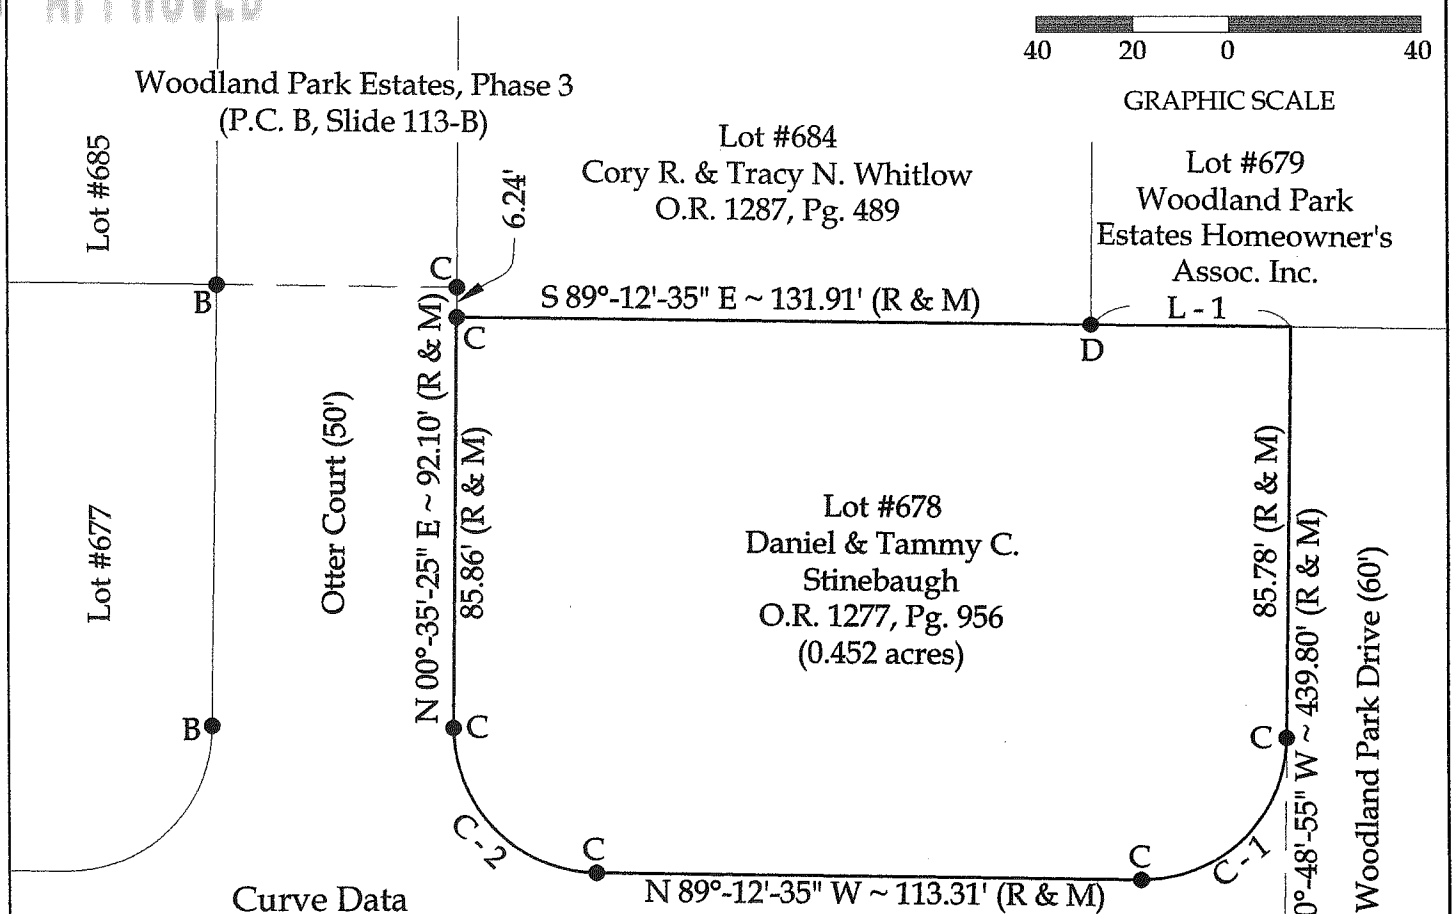 APPROVED
40 20 0 40
GRAPHIC SCALE
Woodland Park Estates, Phase 3
(P.C. B, Slide 113-B)
Lot #685
6.24'
Lot #684
Cory R. & Tracy N. Whitlow
O.R. 1287, Pg. 489
Lot #679
Woodland Park
Estates Homeowner's
Assoc. Inc.
L - 1
B
C
C
S 89°-12'-35" E ~ 131.91' (R & M)
D
Lot #677
Otter Court (50')
N 00°-35'-25" E ~ 92.10' (R & M)
85.86' (R & M)
Lot #678
Daniel & Tammy C.
Stinebaugh
O.R. 1277, Pg. 956
(0.452 acres)
85.78' (R & M)
0°-48'-55" W ~ 439.80' (R & M)
Woodland Park Drive (60')
B
C
C
C - 2
C
C
C - 1
N 89°-12'-35" W ~ 113.31' (R & M)
Curve Data